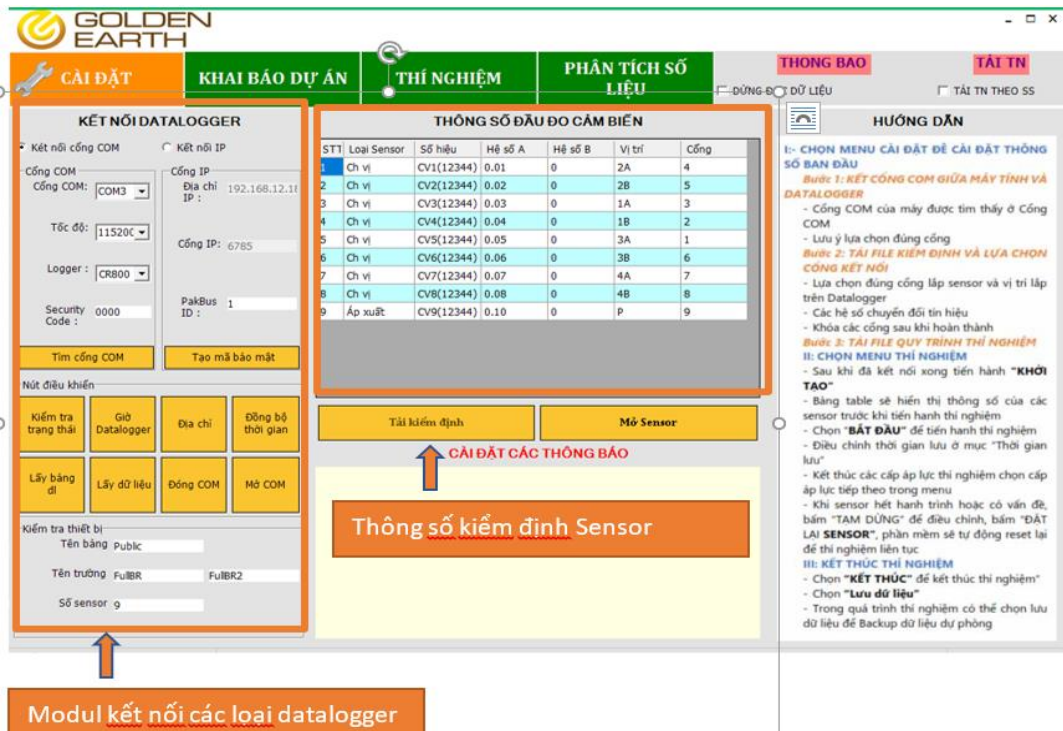 GOLDEN
EARTH
CÀI ĐẶT
KHAI BÁO DỰ ÁN
THÍ NGHIỆM
PHÂN TÍCH SỐ
LIỆU
THONG BAO
TẢI TN
DỪNG DỮ LIỆU
TẢI TN THEO SS
KẾT NỐI DATALOGGER
Kết nối cổng COM
Kết nối IP
Cổng COM
Cổng COM:
COM3
Tốc độ:
11520C
Logger :
CR800
Security
Code :
0000
Cổng IP
Địa chỉ
IP :
192.168.12.18
Cổng IP:
6785
PakBus
ID :
1
Tìm cổng COM
Tạo mã bảo mật
Nút điều khiển
Kiểm tra
trạng thái
Giờ
Datalogger
Địa chỉ
Đồng bộ
thời gian
Lấy bảng
dl
Lấy dữ liệu
Đóng COM
Mở COM
Kiểm tra thiết bị
Tên bảng
Public
Tên trường
FullBR
FullBR2
Số sensor
9
THÔNG SỐ ĐẦU ĐO CẢM BIẾN
STT Loại Sensor Số hiệu Hệ số A Hệ số B Vị trí Cổng
1 Ch vị CV1(12344) 0.01 0 2A 4
2 Ch vị CV2(12344) 0.02 0 2B 5
3 Ch vị CV3(12344) 0.03 0 1A 3
4 Ch vị CV4(12344) 0.04 0 1B 2
5 Ch vị CV5(12344) 0.05 0 3A 1
6 Ch vị CV6(12344) 0.06 0 3B 6
7 Ch vị CV7(12344) 0.07 0 4A 7
8 Ch vị CV8(12344) 0.08 0 4B 8
9 Áp xuất CV9(12344) 0.10 0 P 9
Tải kiểm định
Mở Sensor
CÀI ĐẶT CÁC THÔNG BÁO
Thông số kiểm định Sensor
HƯỚNG DẪN
I:- CHỌN MENU CÀI ĐẶT ĐỂ CÀI ĐẶT THÔNG
SỐ BAN ĐẦU
Bước 1: KẾT CỔNG COM GIỮA MÁY TÍNH VÀ
DATALOGGER
- Cổng COM của máy được tìm thấy ở Cổng
COM
- Lưu ý lựa chọn đúng cổng
Bước 2: TẢI FILE KIỂM ĐỊNH VÀ LỰA CHỌN
CỔNG KẾT NỐI
- Lựa chọn đúng cổng lắp sensor và vị trí lắp
trên Datalogger
- Các hệ số chuyển đổi tín hiệu
- Khóa các cổng sau khi hoàn thành
Bước 3: TẢI FILE QUY TRÌNH THÍ NGHIỆM
II: CHỌN MENU THÍ NGHIỆM
- Sau khi đã kết nối xong tiến hành "KHỞI
TẠO"
- Bảng table sẽ hiển thị thông số của các
sensor trước khi tiến hanh thí nghiệm
- Chọn "BẮT ĐẦU" để tiến hanh thí nghiệm
- Điều chỉnh thời gian lưu ở mục "Thời gian
lưu"
- Kết thúc các cấp áp lực thí nghiệm chọn cấp
áp lực tiếp theo trong menu
- Khi sensor hết hanh trình hoặc có vấn đề,
bấm "TẠM DỪNG" để điều chỉnh, bấm "ĐẶT
LẠI SENSOR", phần mềm sẽ tự động reset lại
để thí nghiệm liên tục
III: KẾT THÚC THÍ NGHIỆM
- Chọn "KẾT THÚC" để kết thúc thí nghiệm"
- Chọn "Lưu dữ liệu"
- Trong quá trình thí nghiệm có thể chọn lưu
dữ liệu để Backup dữ liệu dự phòng
Modul kết nối các loại datalogger